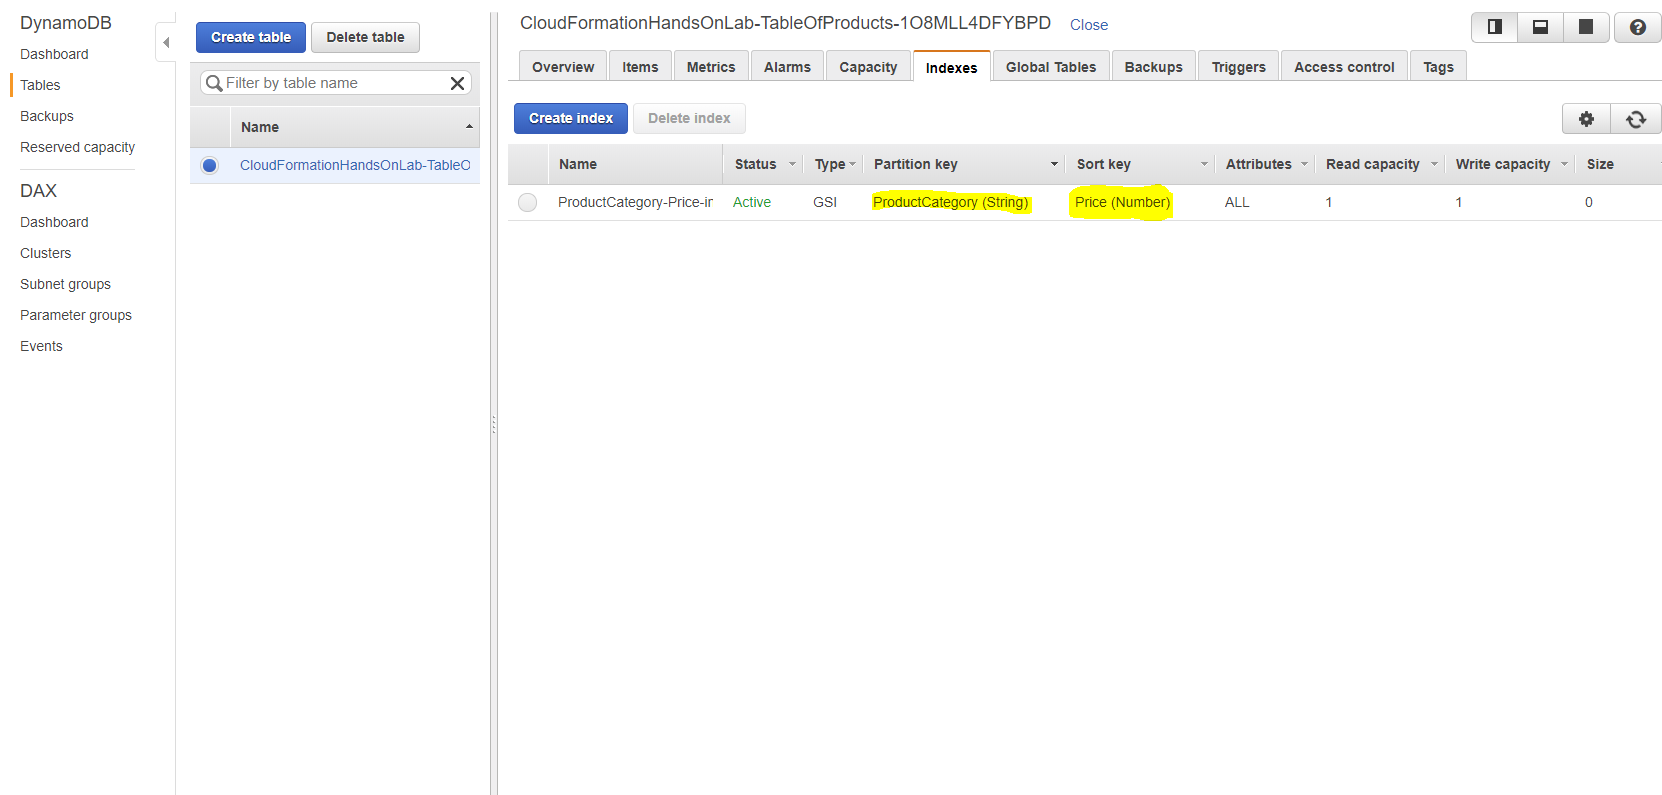 DynamoDB
Dashboard
Tables
Backups
Reserved capacity
DAX
Dashboard
Clusters
Subnet groups
Parameter groups
Events
Create table
Delete table
Filter by table name
Name
CloudFormationHandsOnLab-TableO
CloudFormationHandsOnLab-TableOfProducts-1O8MLL4DFYBPD Close
Overview Items Metrics Alarms Capacity Indexes Global Tables Backups Triggers Access control Tags
Create index Delete index
Name Status Type Partition key Sort key Attributes Read capacity Write capacity Size
ProductCategory-Price-in Active GSI ProductCategory (String) Price (Number) ALL 1 1 0